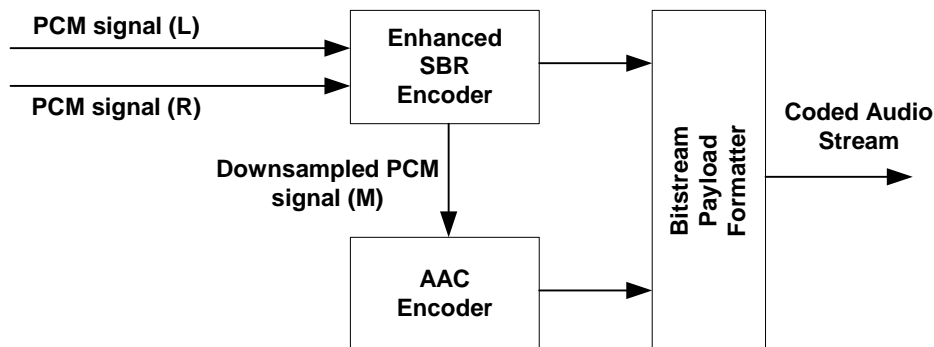 PCM signal (L)
PCM signal (R)
Enhanced
SBR
Encoder
Downsampled PCM
signal (M)
AAC
Encoder
Bitstream
Payload
Formatter
Coded Audio
Stream